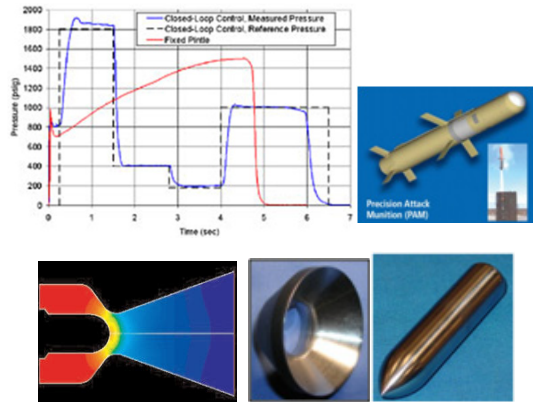 Closed-Loop Control, Measured Pressure
Closed-Loop Control, Reference Pressure
Fixed Pintle
2000
1800
1600
1400
1200
1000
800
600
400
200
0
Pressure (psig)
0 1 2 3 4 5 6 7
Time (sec)
Precision Attack
Munition (PAM)